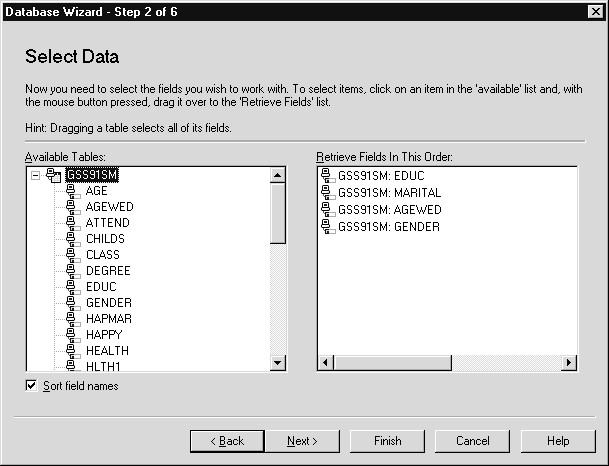 Database Wizard - Step 2 of 6
Select Data
Now you need to select the fields you wish to work with. To select items, click on an item in the 'available' list and, with
the mouse button pressed, drag it over to the 'Retrieve Fields' list.
Hint: Dragging a table selects all of its fields.
Available Tables:
GSS91SM
AGE
AGEWED
ATTEND
CHILDS
CLASS
DEGREE
EDUC
GENDER
HAPMAR
HAPPY
HEALTH
HLTH1
Retrieve Fields In This Order:
GSS91SM: EDUC
GSS91SM: MARITAL
GSS91SM: AGEWED
GSS91SM: GENDER
Sort field names
< Back
Next >
Finish
Cancel
Help